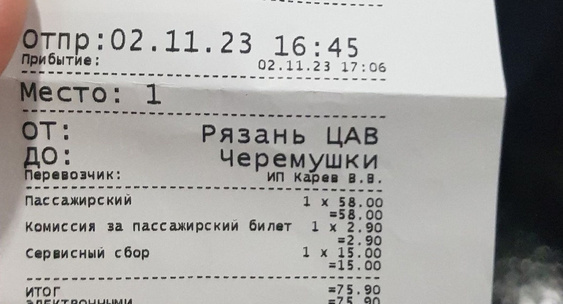 Отпр:02.11.23 16:45
Прибытие: 02.11.23 17:06
Место: 1
ОТ: Рязань ЦАВ
ДО: Черемушки
Перевозчик: ИП Карев В.В.
Пассажирский 1 x 58.00
=58.00
Комиссия за пассажирский билет 1 x 2.90
=2.90
Сервисный сбор 1 x 15.00
=15.00
ИТОГ =75.90
ЭЛЕКТРОННЫМИ =75.90